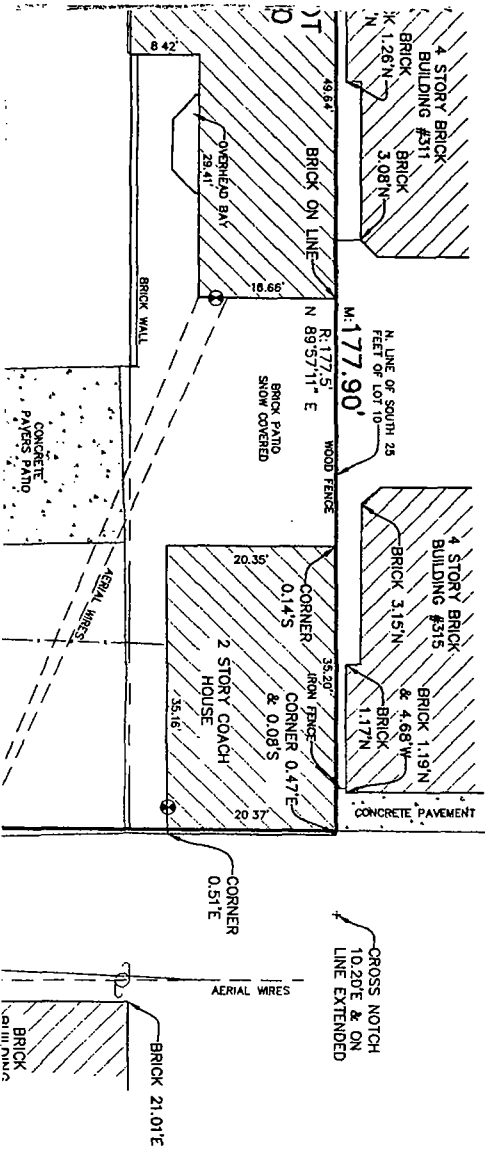 4 STORY BRICK
BUILDING #311
BRICK
1.26'N
BRICK
3.08'N
49.64'
8 42'
BRICK ON LINE
OVERHEAD BAY
29.41'
18.66'
BRICK WALL
N. LINE OF SOUTH 25
FEET OF LOT 10
M: 177.90'
R: 177.5'
N 89°57'11" E
WOOD FENCE
BRICK PATIO
SNOW COVERED
CONCRETE
PAVERS PATIO
AERIAL WIRES
4 STORY BRICK
BUILDING #315
BRICK 3.15'N
BRICK
1.17'N
BRICK 1.19'N
& 4.68'W
CORNER
0.14'S
20.35'
35.20'
IRON FENCE
CORNER 0.47'E
& 0.08'S
2 STORY COACH
HOUSE
35.16'
20 37'
CONCRETE PAVEMENT
CORNER
0.51'E
CROSS NOTCH
10.20'E & ON
LINE EXTENDED
AERIAL WIRES
BRICK 21.01'E
BRICK
BUILDING